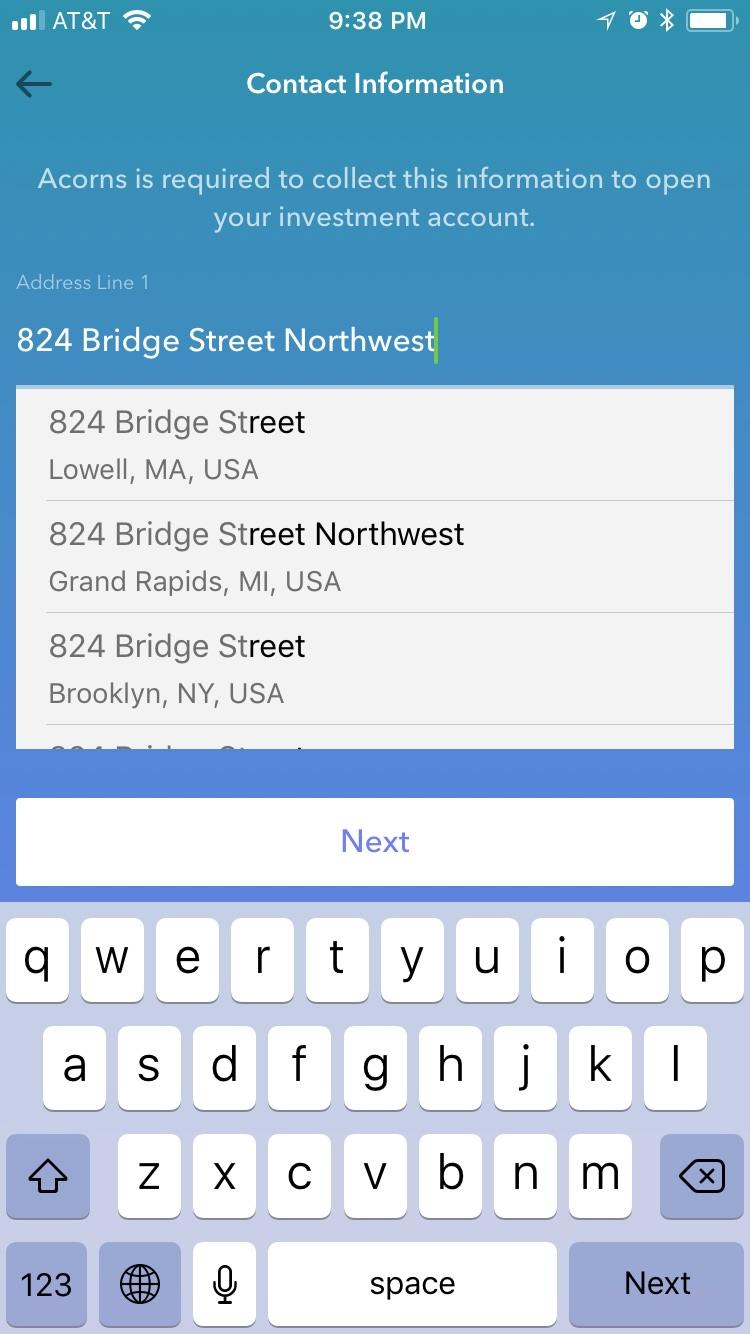 AT&T 9:38 PM
Contact Information
Acorns is required to collect this information to open
your investment account.
Address Line 1
824 Bridge Street Northwest
824 Bridge Street
Lowell, MA, USA
824 Bridge Street Northwest
Grand Rapids, MI, USA
824 Bridge Street
Brooklyn, NY, USA
Next
q w e r t y u i o p
a s d f g h j k l
z x c v b n m
123 space Next